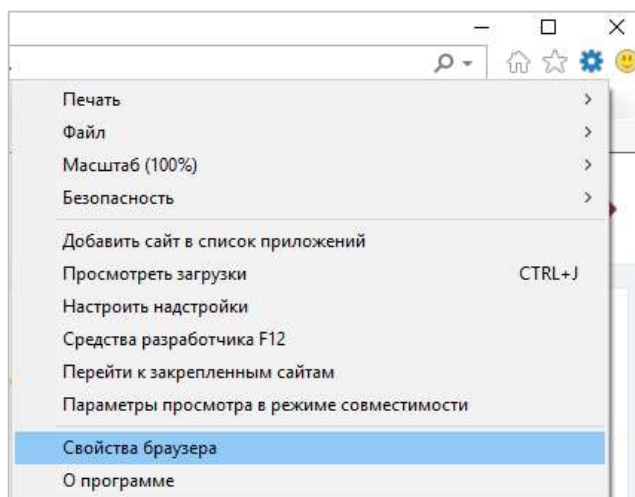 Печать
Файл
Масштаб (100%)
Безопасность
Добавить сайт в список приложений
Просмотреть загрузки CTRL+J
Настроить надстройки
Средства разработчика F12
Перейти к закрепленным сайтам
Параметры просмотра в режиме совместимости
Свойства браузера
О программе